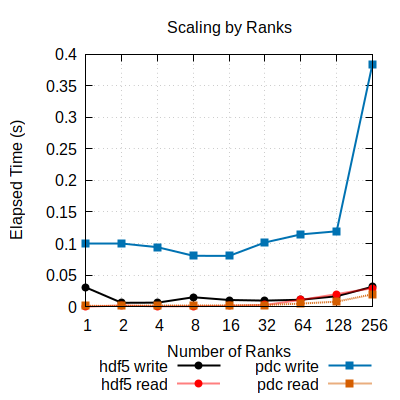 Scaling by Ranks
Elapsed Time (s)
0.4
0.35
0.3
0.25
0.2
0.15
0.1
0.05
0
1 2 4 8 16 32 64 128 256
Number of Ranks
hdf5 write pdc write
hdf5 read pdc read